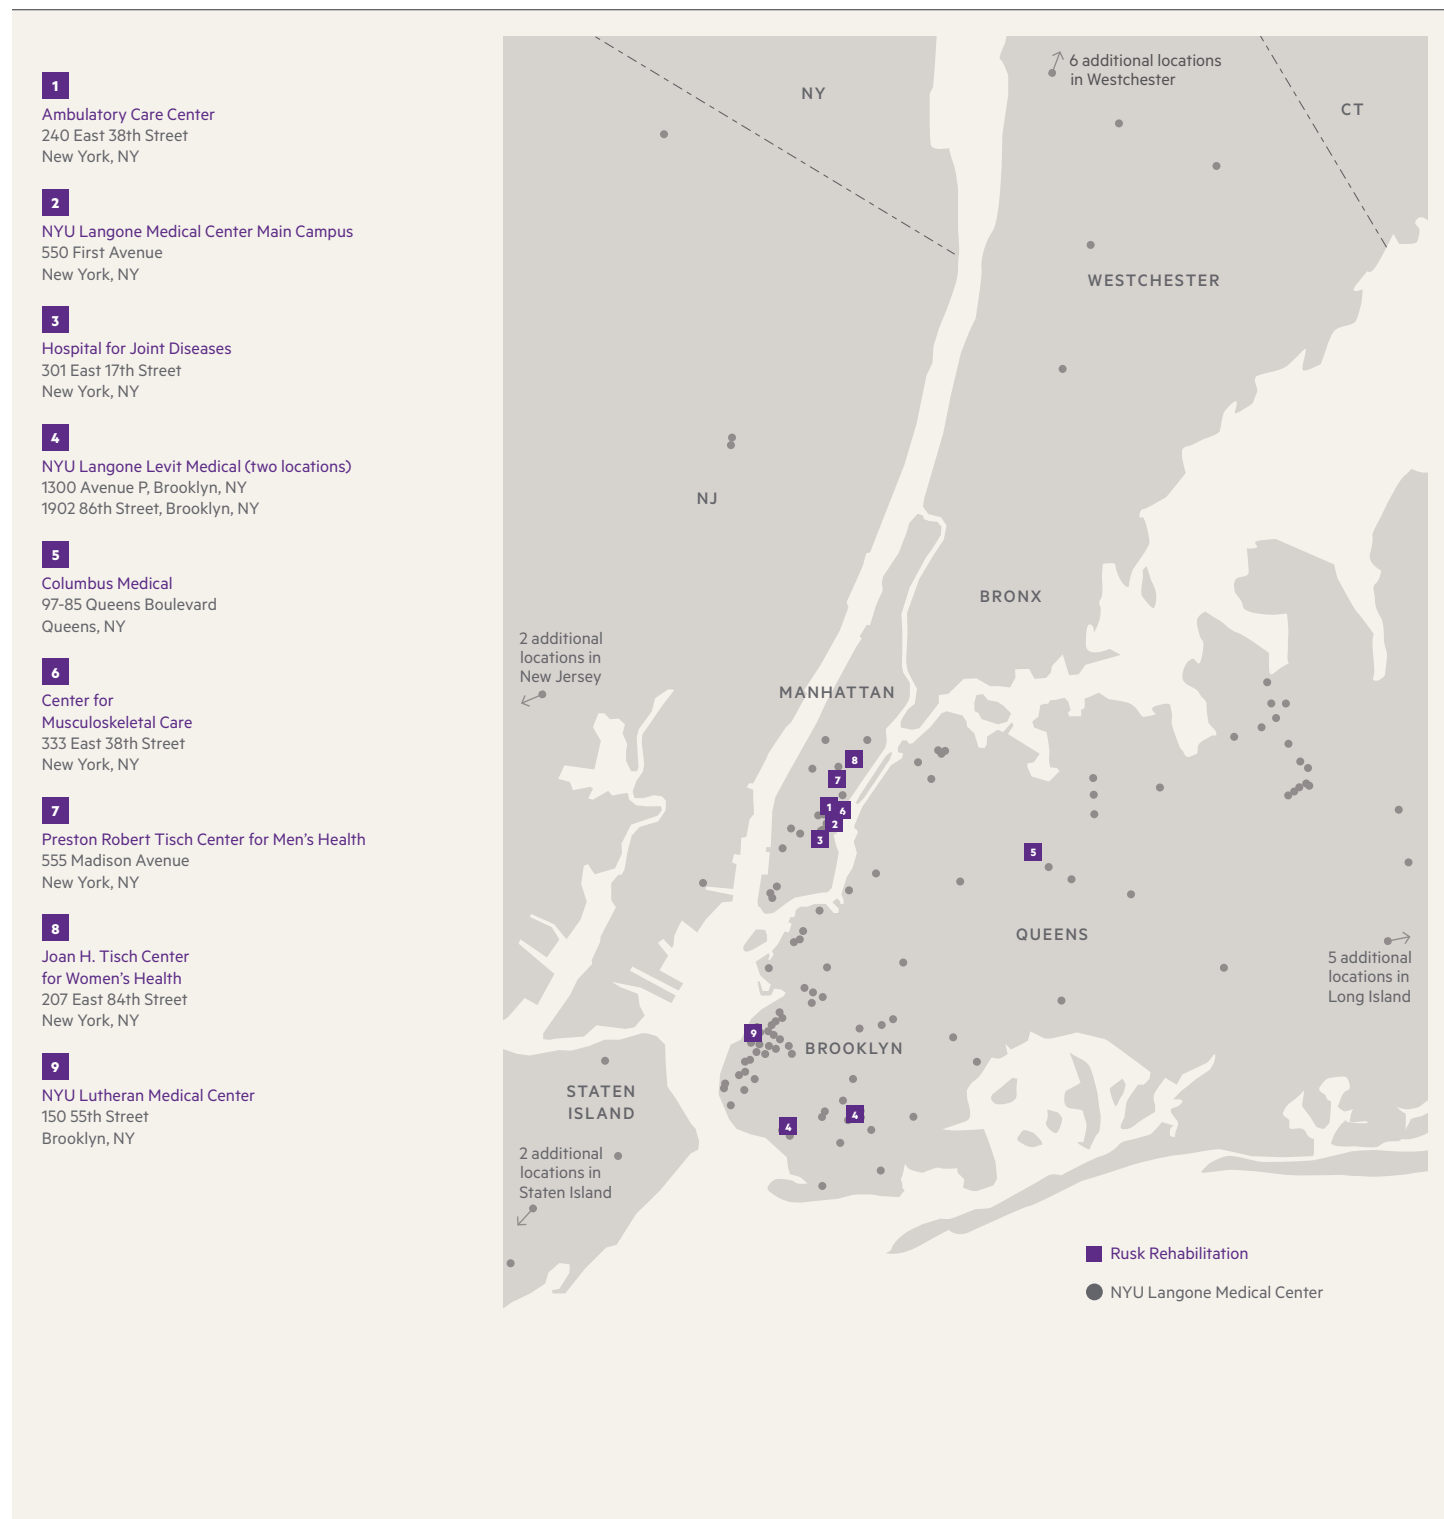 1
Ambulatory Care Center
240 East 38th Street
New York, NY
2
NYU Langone Medical Center Main Campus
550 First Avenue
New York, NY
3
Hospital for Joint Diseases
301 East 17th Street
New York, NY
4
NYU Langone Levit Medical (two locations)
1300 Avenue P, Brooklyn, NY
1902 86th Street, Brooklyn, NY
5
Columbus Medical
97-85 Queens Boulevard
Queens, NY
6
Center for
Musculoskeletal Care
333 East 38th Street
New York, NY
7
Preston Robert Tisch Center for Men's Health
555 Madison Avenue
New York, NY
8
Joan H. Tisch Center
for Women's Health
207 East 84th Street
New York, NY
9
NYU Lutheran Medical Center
150 55th Street
Brooklyn, NY
6 additional locations
in Westchester
NY
CT
WESTCHESTER
NJ
BRONX
2 additional
locations in
New Jersey
MANHATTAN
8
7
1
6
2
3
5
QUEENS
5 additional
locations in
Long Island
9
BROOKLYN
STATEN
ISLAND
4
4
2 additional
locations in
Staten Island
Rusk Rehabilitation
NYU Langone Medical Center